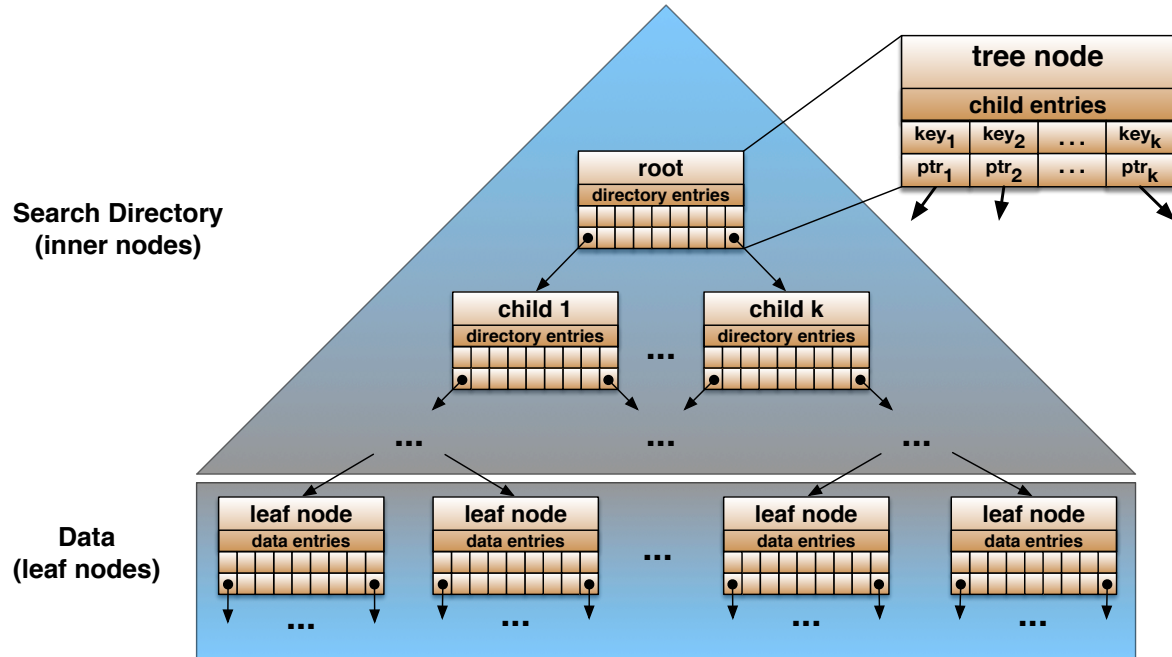 tree node
child entries
key1 key2 ... keyk
ptr1 ptr2 ... ptrk
root
directory entries
Search Directory
(inner nodes)
child 1
directory entries
...
child k
directory entries
... ... ...
Data
(leaf nodes)
leaf node
data entries
...
leaf node
data entries
...
...
leaf node
data entries
...
leaf node
data entries
...